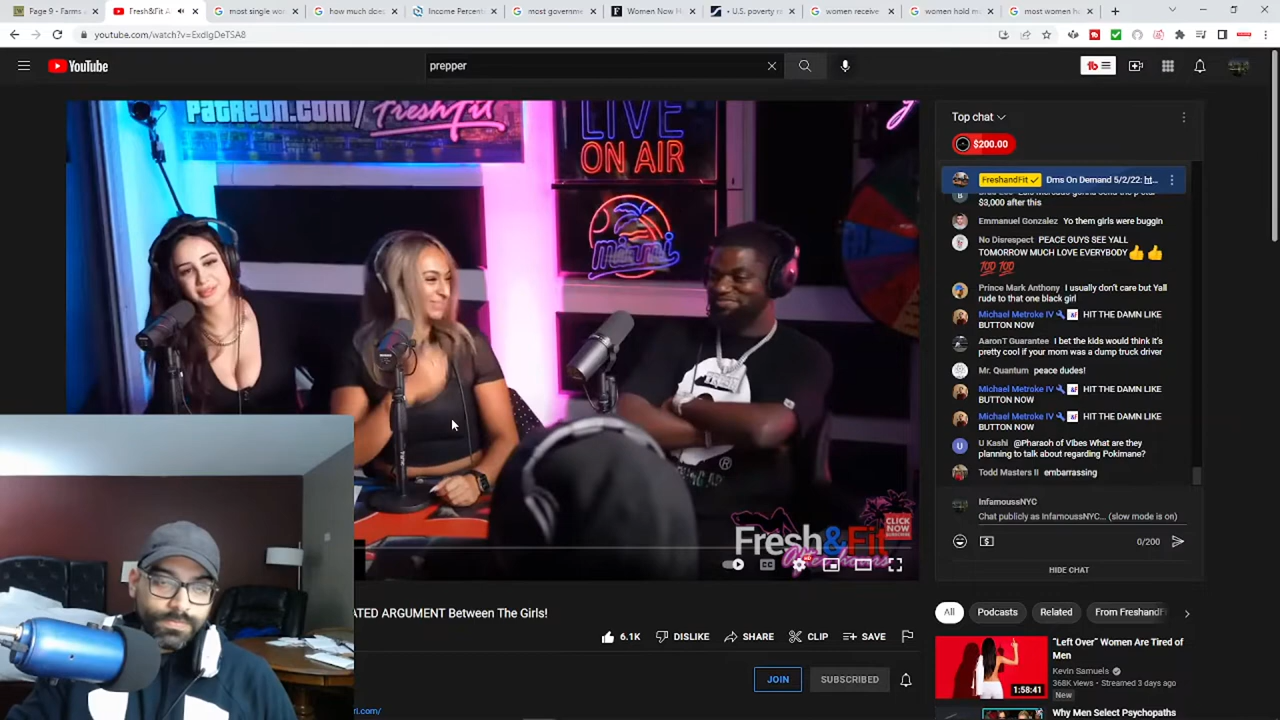 Page 9 - Farms a
Fresh&Fit A
most single wo
how much does
Income Percenti
most governme
Women Now H
• U.S. poverty r
women receive
women hold m
most women h
youtube.com/watch?v=ExdIgDeTSA8
YouTube
prepper
PATREON.COM/FRESHFIT
LIVE
ON AIR
miami
Fresh&Fit
CLICK
NOW
SUBSCRIBE
Top chat
$200.00
FreshandFit Dms On Demand 5/2/22: ht...
$3,000 after this
Emmanuel Gonzalez Yo them girls were buggin
No Disrespect PEACE GUYS SEE YALL
TOMORROW MUCH LOVE EVERYBODY👍👍
💯💯
Prince Mark Anthony I usually don't care but Yall
rude to that one black girl
Michael Metroke IV HIT THE DAMN LIKE
BUTTON NOW
AaronT Guarantee I bet the kids would think it's
pretty cool if your mom was a dump truck driver
Mr. Quantum peace dudes!
Michael Metroke IV HIT THE DAMN LIKE
BUTTON NOW
Michael Metroke IV HIT THE DAMN LIKE
BUTTON NOW
U Kashi @Pharaoh of Vibes What are they
planning to talk about regarding Pokimane?
Todd Masters II embarrassing
InfamoussNYC
Chat publicly as InfamoussNYC... (slow mode is on)
0/200
HIDE CHAT
ATED ARGUMENT Between The Girls!
6.1K DISLIKE SHARE CLIP SAVE
JOIN SUBSCRIBED
ri.com/
All Podcasts Related From FreshandFi
"Left Over" Women Are Tired of
Men
Kevin Samuels
368K views • Streamed 3 days ago
New
1:58:41
Why Men Select Psychopaths